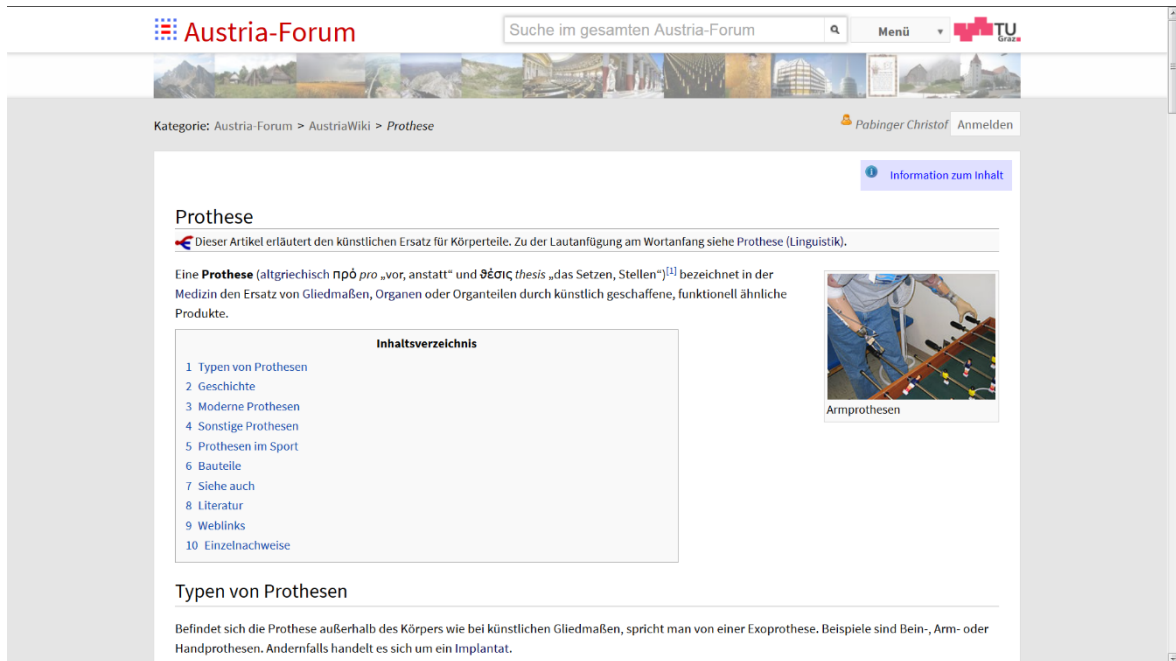 Austria-Forum
Suche im gesamten Austria-Forum
Menü
TU
Graz
Kategorie: Austria-Forum > AustriaWiki > Prothese
Pabinger Christof Anmelden
Information zum Inhalt
Prothese
Dieser Artikel erläutert den künstlichen Ersatz für Körperteile. Zu der Lautanfügung am Wortanfang siehe Prothese (Linguistik).
Eine Prothese (altgriechisch πρὸ pro „vor, anstatt“ und θέσις thesis „das Setzen, Stellen“)[1] bezeichnet in der
Medizin den Ersatz von Gliedmaßen, Organen oder Organteilen durch künstlich geschaffene, funktionell ähnliche
Produkte.
Armprothesen
Inhaltsverzeichnis
1 Typen von Prothesen
2 Geschichte
3 Moderne Prothesen
4 Sonstige Prothesen
5 Prothesen im Sport
6 Bauteile
7 Siehe auch
8 Literatur
9 Weblinks
10 Einzelnachweise
Typen von Prothesen
Befindet sich die Prothese außerhalb des Körpers wie bei künstlichen Gliedmaßen, spricht man von einer Exoprothese. Beispiele sind Bein-, Arm- oder
Handprothesen. Andernfalls handelt es sich um ein Implantat.